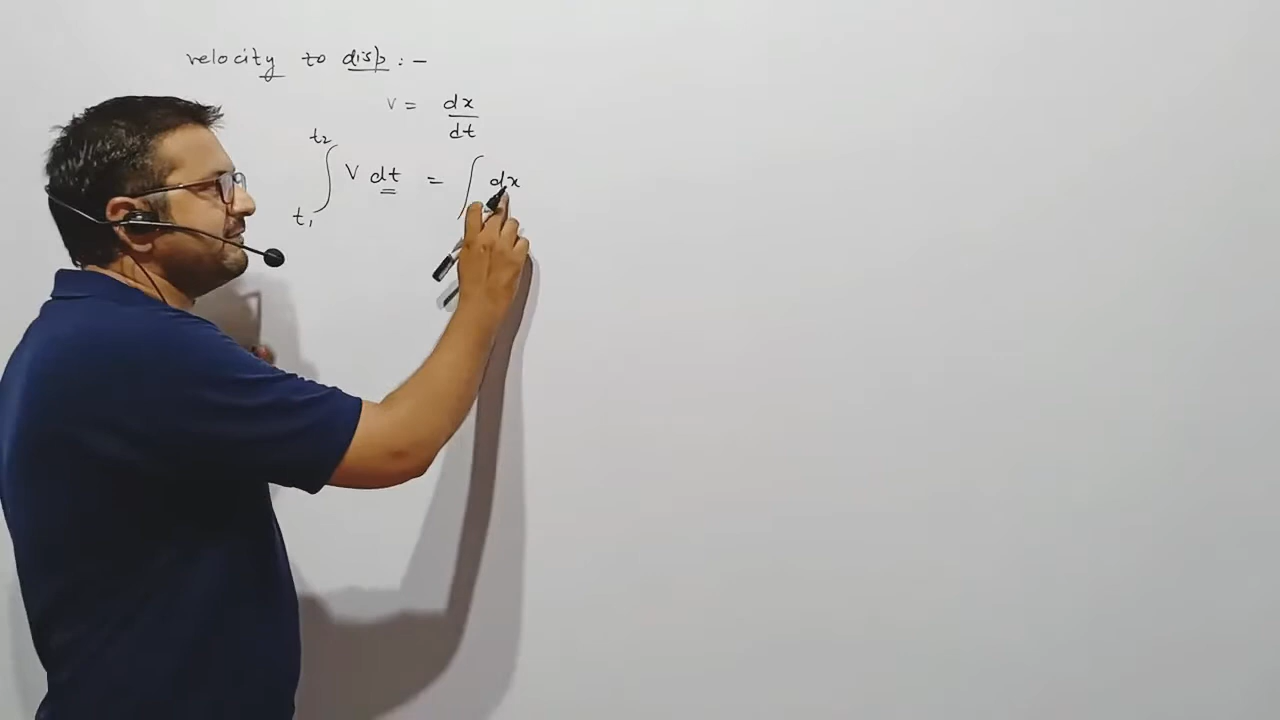 velocity to disp : -
V = dx/dt
∫ t₁ t₂ V dt = ∫ dx